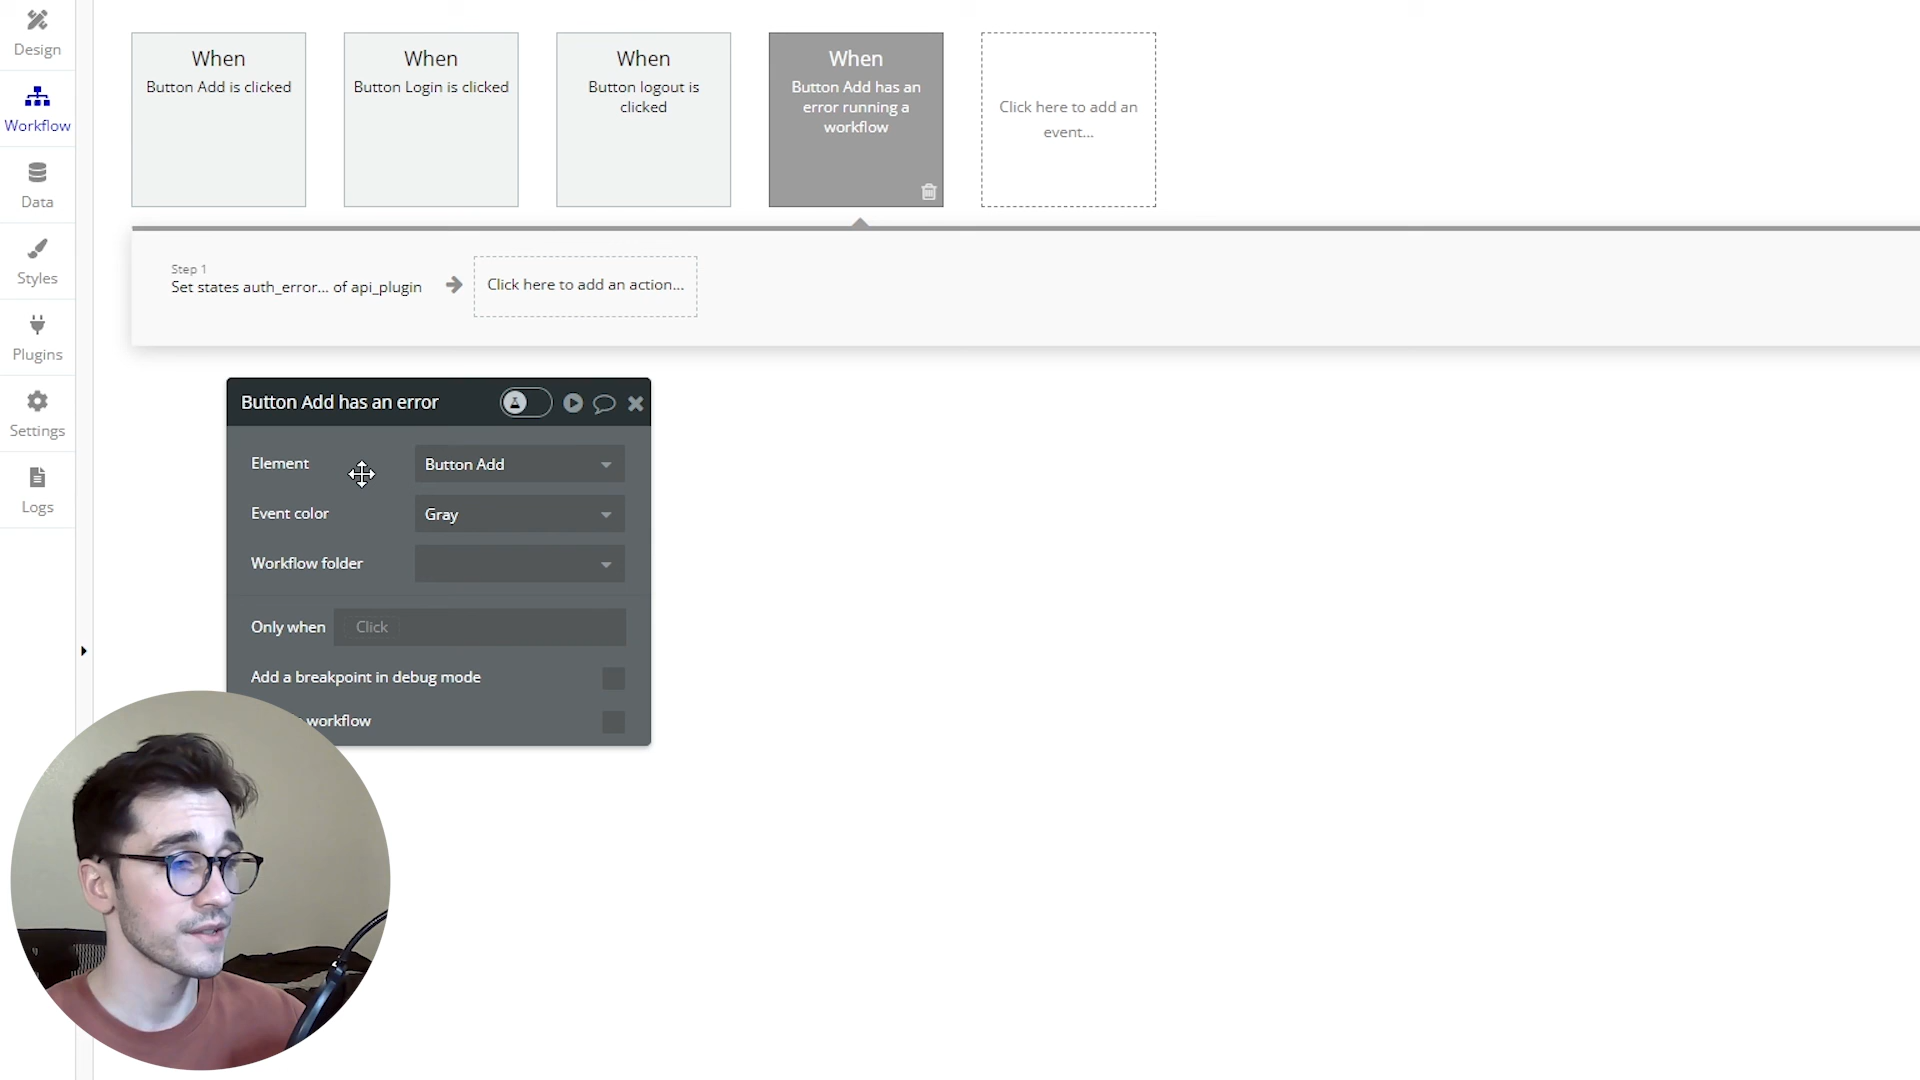 Design
Workflow
Data
Styles
Plugins
Settings
Logs
When
Button Add is clicked
When
Button Login is clicked
When
Button logout is
clicked
When
Button Add has an
error running a
workflow
Click here to add an
event...
Step 1
Set states auth_error... of api_plugin
Click here to add an action...
Button Add has an error
Element
Button Add
Event color
Gray
Workflow folder
Only when
Click
Add a breakpoint in debug mode
workflow